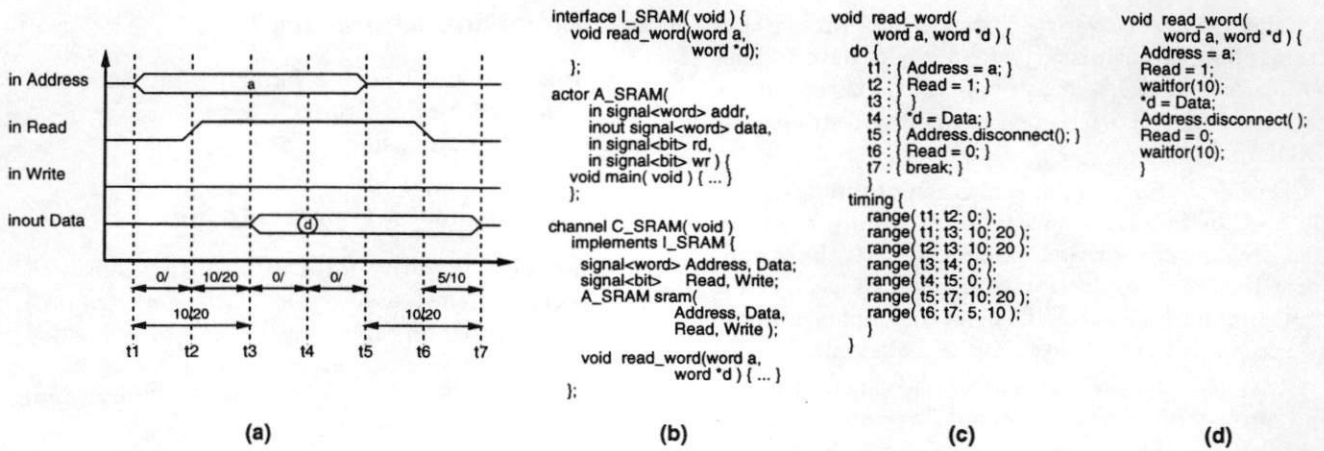 in Address
a
in Read
in Write
inout Data
d
0/ 10/20 0/ 0/ 5/10
10/20 10/20
t1 t2 t3 t4 t5 t6 t7
(a)
interface I_SRAM( void ) {
void read_word(word a,
word *d);
};
actor A_SRAM(
in signal<word> addr,
inout signal<word> data,
in signal<bit> rd,
in signal<bit> wr ) {
void main( void ) { ... }
};
channel C_SRAM( void )
implements I_SRAM {
signal<word> Address, Data;
signal<bit> Read, Write;
A_SRAM sram(
Address, Data,
Read, Write );
void read_word(word a,
word *d ) { ... }
};
(b)
void read_word(
word a, word *d ) {
do {
t1 : { Address = a; }
t2 : { Read = 1; }
t3 : { }
t4 : { *d = Data; }
t5 : { Address.disconnect(); }
t6 : { Read = 0; }
t7 : { break; }
}
timing {
range( t1; t2; 0; );
range( t1; t3; 10; 20 );
range( t2; t3; 10; 20 );
range( t3; t4; 0; );
range( t4; t5; 0; );
range( t5; t7; 10; 20 );
range( t6; t7; 5; 10 );
}
}
(c)
void read_word(
word a, word *d ) {
Address = a;
Read = 1;
waitfor(10);
*d = Data;
Address.disconnect( );
Read = 0;
waitfor(10);
}
(d)